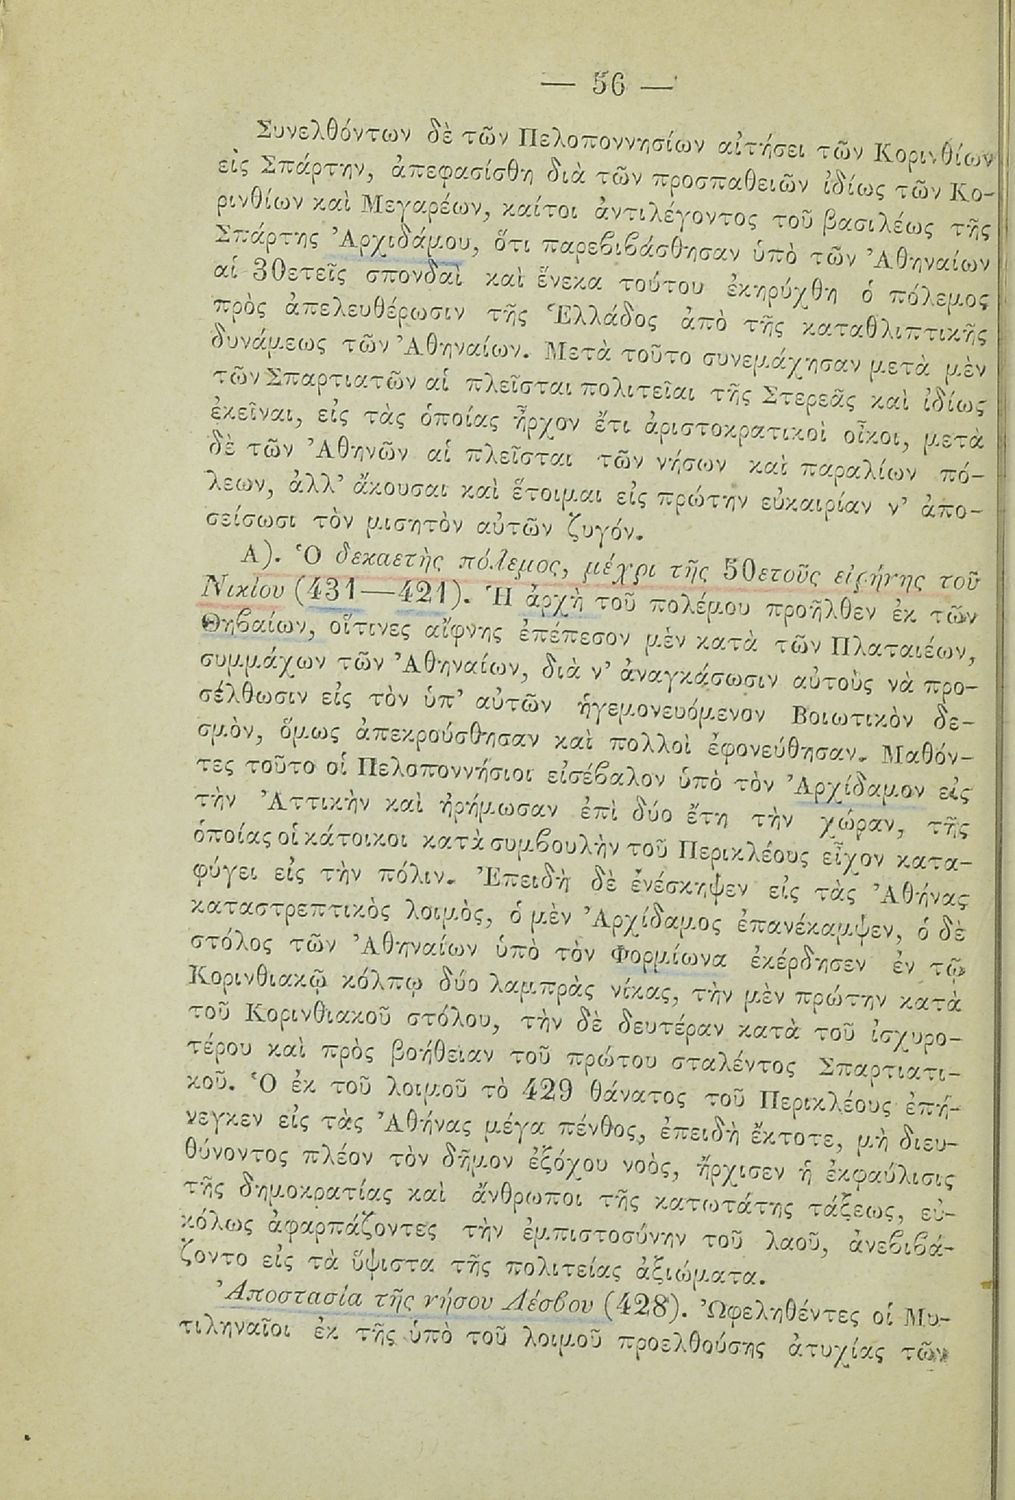 — 56 —
Συνελθόντων δὲ τῶν Πελοποννησίων αἰτήσει τῶν Κορινθίων
εἰς Σπάρτην, ἀπεφασίσθη διὰ τῶν προσπαθειῶν ἰδίως τῶν Κο-
ρινθίων καὶ Μεγαρέων, καίτοι ἀντιλέγοντος τοῦ βασιλέως τῆς
Σπάρτης Ἀρχιδάμου, ὅτι παρεβιβάσθησαν ὑπὸ τῶν Ἀθηναίων
αἱ 30ετεῖς σπονδαὶ καὶ ἕνεκα τούτου ἐκηρύχθη ὁ πόλεμος
πρὸς ἀπελευθέρωσιν τῆς Ἑλλάδος ἀπὸ τῆς καταθλιπτικῆς
δυνάμεως τῶν Ἀθηναίων. Μετὰ τοῦτο συνεμάχησαν μετὰ μὲν
τῶν Σπαρτιατῶν αἱ πλεῖσται πολιτεῖαι τῆς Στερεᾶς καὶ ἰδίως
ἐκεῖναι, εἰς τὰς ὁποίας ἦρχον ἔτι ἀριστοκρατικοὶ οἶκοι, μετὰ
δὲ τῶν Ἀθηνῶν αἱ πλεῖσται τῶν νήσων καὶ παραλίων πό-
λεων, ἀλλ' ἄκουσαι καὶ ἕτοιμαι εἰς πρώτην εὐκαιρίαν ν' ἀπο-
σείσωσι τὸν μισητὸν αὐτῶν ζυγόν.
Α). Ὁ δεκαετὴς πόλεμος, μέχρι τῆς 50ετοῦς εἰρήνης τοῦ
Νικίου (431—421). Ἡ ἀρχὴ τοῦ πολέμου προῆλθεν ἐκ τῶν
Θηβαίων, οἵτινες αἴφνης ἐπέπεσον μὲν κατὰ τῶν Πλαταιέων,
συμμάχων τῶν Ἀθηναίων, διὰ ν' ἀναγκάσωσιν αὐτοὺς νὰ προ-
σέλθωσιν εἰς τὸν ὑπ' αὐτῶν ἡγεμονευόμενον Βοιωτικὸν δε-
σμὸν, ὅμως ἀπεκρούσθησαν καὶ πολλοὶ ἐφονεύθησαν. Μαθόν-
τες τοῦτο οἱ Πελοποννήσιοι εἰσέβαλον ὑπὸ τὸν Ἀρχίδαμον εἰς
τὴν Ἀττικὴν καὶ ἠρήμωσαν ἐπὶ δύο ἔτη τὴν χώραν, τῆς
ὁποίας οἱ κάτοικοι κατὰ συμβουλὴν τοῦ Περικλέους εἶχον κατα-
φύγει εἰς τὴν πόλιν. Ἐπειδὴ δὲ ἐνέσκηψεν εἰς τὰς Ἀθήνας
καταστρεπτικὸς λοιμὸς, ὁ μὲν Ἀρχίδαμος ἐπανέκαμψεν, ὁ δὲ
στόλος τῶν Ἀθηναίων ὑπὸ τὸν Φορμίωνα ἐκέρδησεν ἐν τῷ
Κορινθιακῷ κόλπῳ δύο λαμπρὰς νίκας, τὴν μὲν πρώτην κατὰ
τοῦ Κορινθιακοῦ στόλου, τὴν δὲ δευτέραν κατὰ τοῦ ἰσχυρο-
τέρου καὶ πρὸς βοήθειαν τοῦ πρώτου σταλέντος Σπαρτιατι-
κοῦ. Ὁ ἐκ τοῦ λοιμοῦ τὸ 429 θάνατος τοῦ Περικλέους ἐπή-
νεγκεν εἰς τὰς Ἀθήνας μέγα πένθος, ἐπειδὴ ἔκτοτε, μὴ διευ-
θύνοντος πλέον τὸν δῆμον ἐξόχου νοὸς, ἤρχισεν ἡ ἐκφαύλισις
τῆς δημοκρατίας καὶ ἄνθρωποι τῆς κατωτάτης τάξεως, εὐ-
κόλως ἀφαρπάζοντες τὴν ἐμπιστοσύνην τοῦ λαοῦ, ἀνεβιβά-
ζοντο εἰς τὰ ὕψιστα τῆς πολιτείας ἀξιώματα.
Ἀποστασία τῆς νήσου Λέσβου (428). Ὠφεληθέντες οἱ Μυ-
τιληναῖοι ἐκ τῆς ὑπὸ τοῦ λοιμοῦ προελθούσης ἀτυχίας τῶν